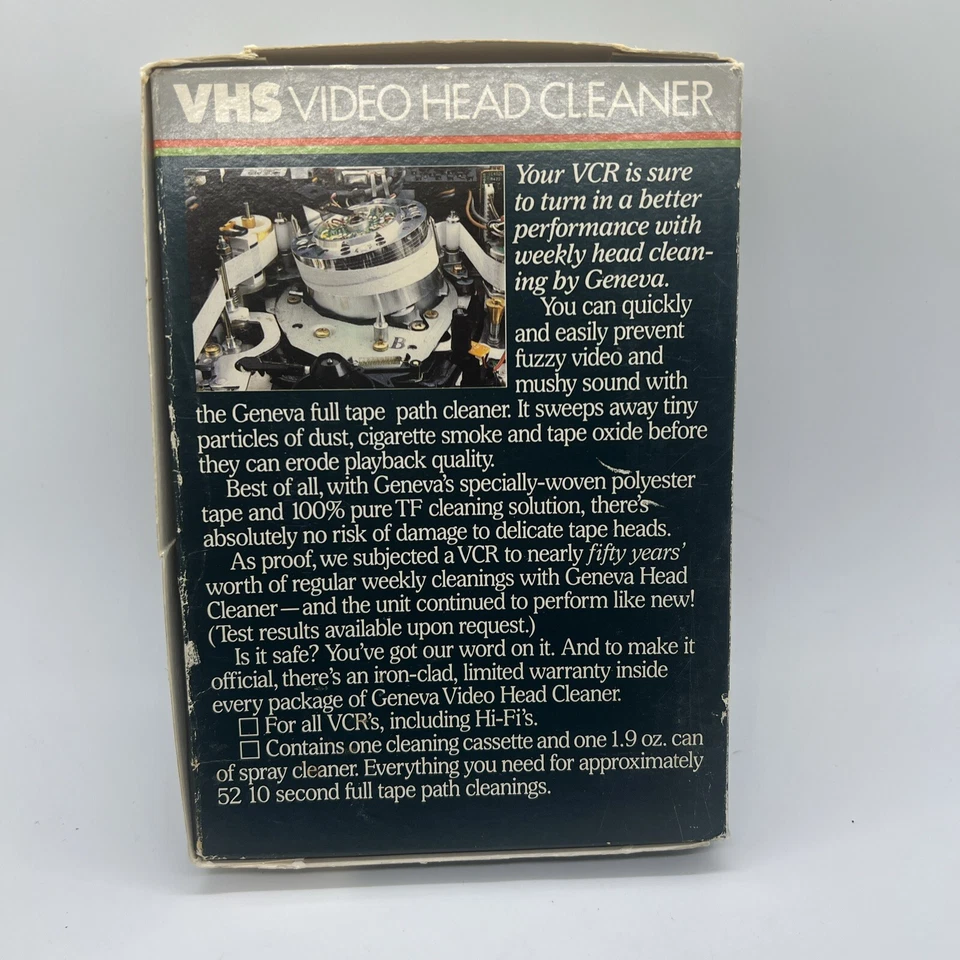 VHS VIDEO HEAD CLEANER
Your VCR is sure
to turn in a better
performance with
weekly head clean-
ing by Geneva.
You can quickly
and easily prevent
fuzzy video and
mushy sound with
the Geneva full tape path cleaner. It sweeps away tiny
particles of dust, cigarette smoke and tape oxide before
they can erode playback quality.
Best of all, with Geneva's specially-woven polyester
tape and 100% pure TF cleaning solution, there's
absolutely no risk of damage to delicate tape heads.
As proof, we subjected a VCR to nearly fifty years'
worth of regular weekly cleanings with Geneva Head
Cleaner—and the unit continued to perform like new!
(Test results available upon request.)
Is it safe? You've got our word on it. And to make it
official, there's an iron-clad, limited warranty inside
every package of Geneva Video Head Cleaner.
☐ For all VCR's, including Hi-Fi's.
☐ Contains one cleaning cassette and one 1.9 oz. can
of spray cleaner. Everything you need for approximately
52 10 second full tape path cleanings.